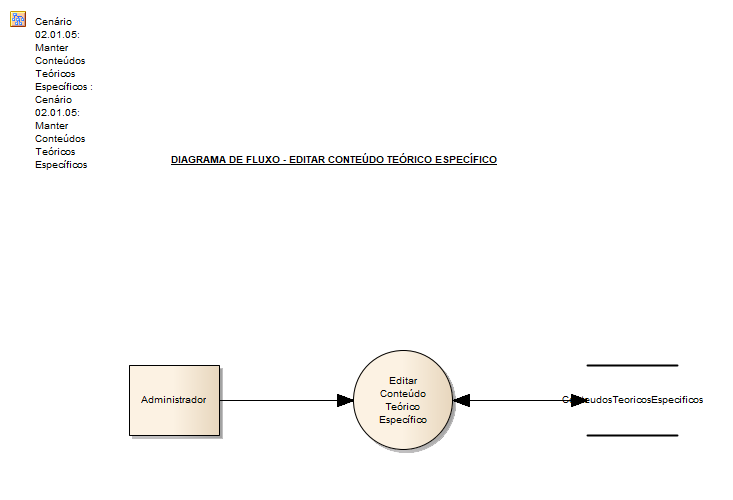 Cenário
02.01.05:
Manter
Conteúdos
Teóricos
Específicos :
Cenário
02.01.05:
Manter
Conteúdos
Teóricos
Específicos
DIAGRAMA DE FLUXO - EDITAR CONTEÚDO TEÓRICO ESPECÍFICO
Administrador
Editar
Conteúdo
Teórico
Específico
ConteudosTeoricosEspecificos